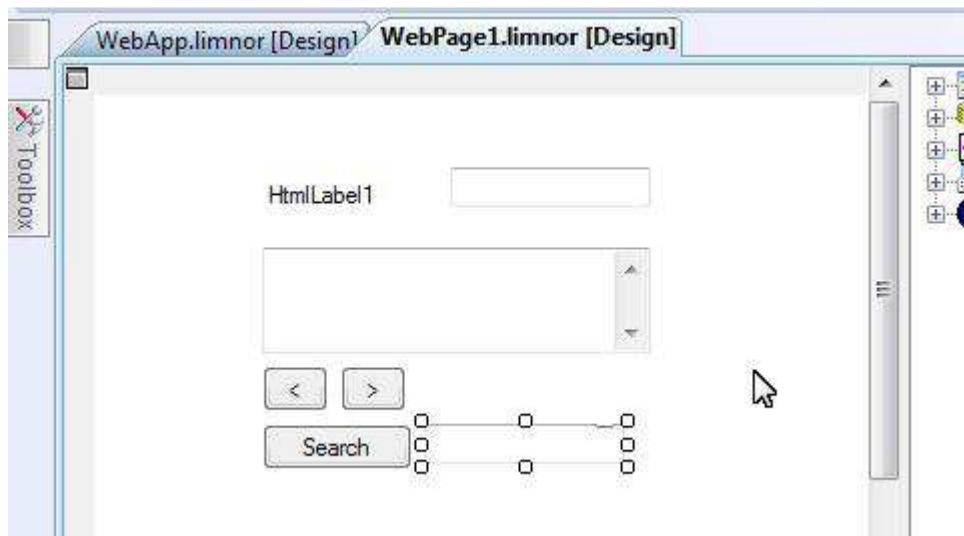 WebApp.limnor [Design]
WebPage1.limnor [Design]
Toolbox
HtmlLabel1
< >
Search